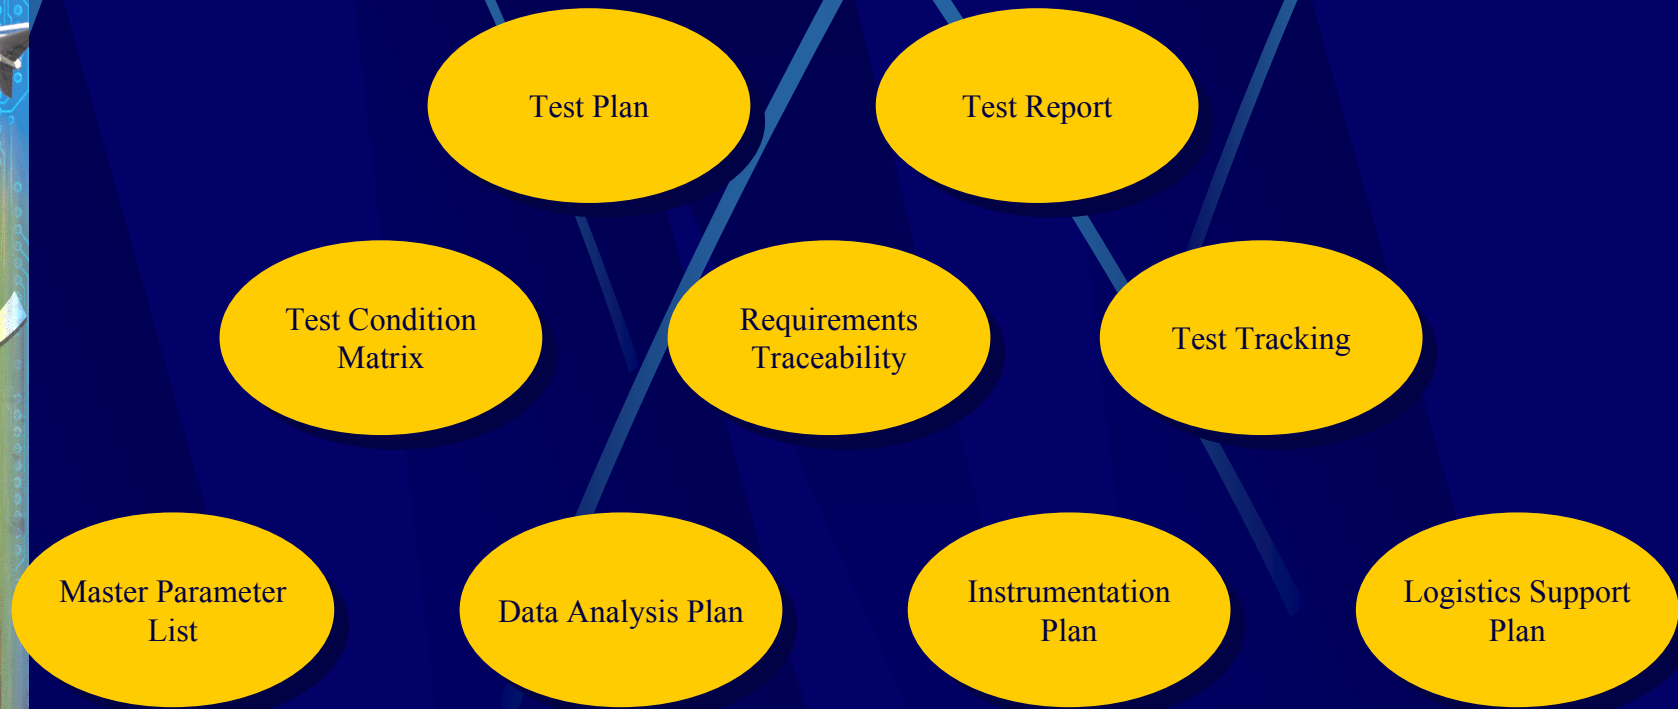 Test Plan
Test Report
Test Condition
Matrix
Requirements
Traceability
Test Tracking
Master Parameter
List
Data Analysis Plan
Instrumentation
Plan
Logistics Support
Plan